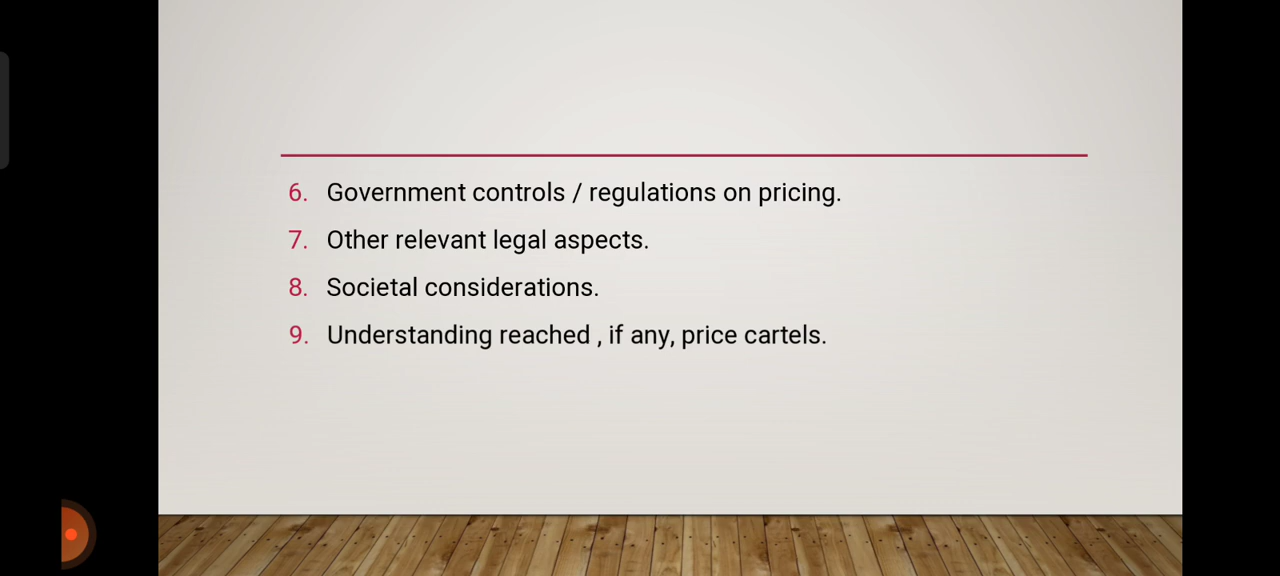 6. Government controls / regulations on pricing.
7. Other relevant legal aspects.
8. Societal considerations.
9. Understanding reached , if any, price cartels.